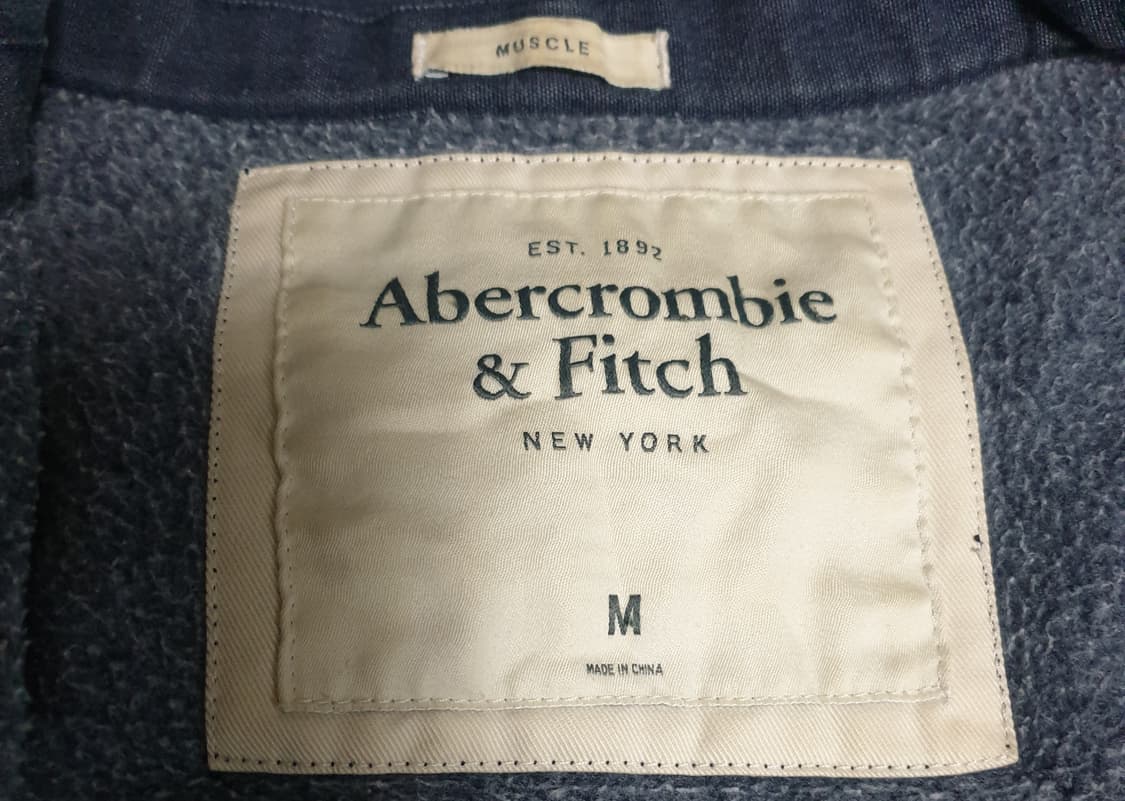 MUSCLE
EST. 1892
Abercrombie
& Fitch
NEW YORK
M
MADE IN CHINA